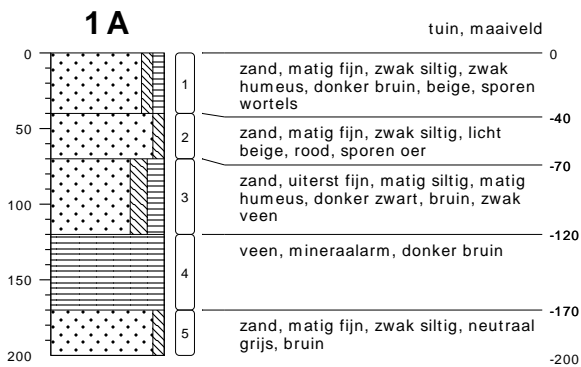 1A
tuin, maaiveld
0
0
zand, matig fijn, zwak siltig, zwak
humeus, donker bruin, beige, sporen
wortels
1
-40
50
2
zand, matig fijn, zwak siltig, licht
beige, rood, sporen oer
-70
zand, uiterst fijn, matig siltig, matig
humeus, donker zwart, bruin, zwak
veen
100
3
-120
veen, mineraalarm, donker bruin
4
150
-170
zand, matig fijn, zwak siltig, neutraal
grijs, bruin
5
200
-200